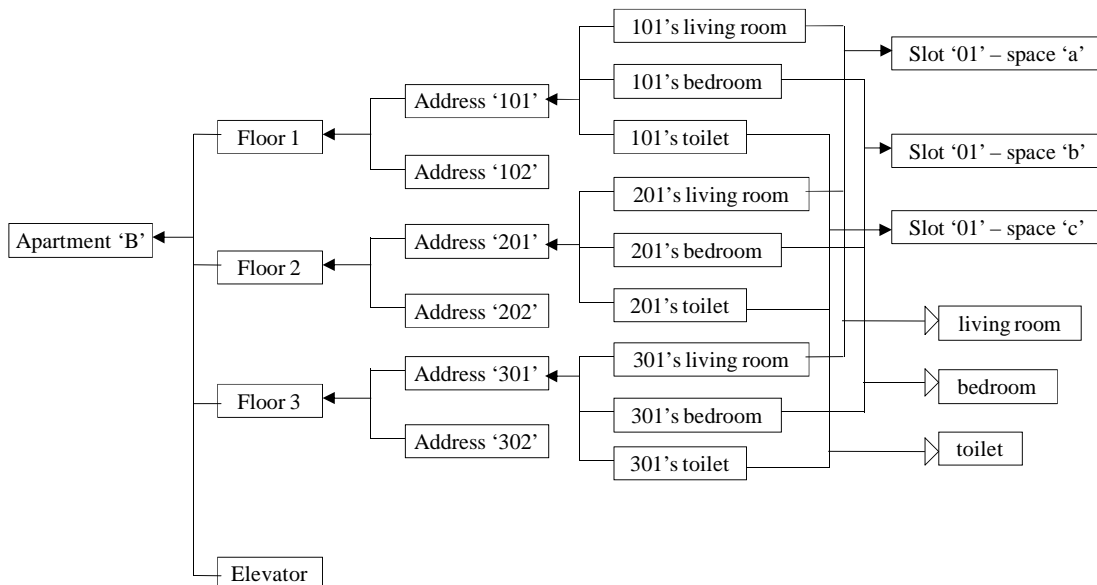 Apartment ‘B’
Floor 1
Floor 2
Floor 3
Elevator
Address ‘101’
Address ‘102’
Address ‘201’
Address ‘202’
Address ‘301’
Address ‘302’
101’s living room
101’s bedroom
101’s toilet
201’s living room
201’s bedroom
201’s toilet
301’s living room
301’s bedroom
301’s toilet
Slot ‘01’ – space ‘a’
Slot ‘01’ – space ‘b’
Slot ‘01’ – space ‘c’
living room
bedroom
toilet